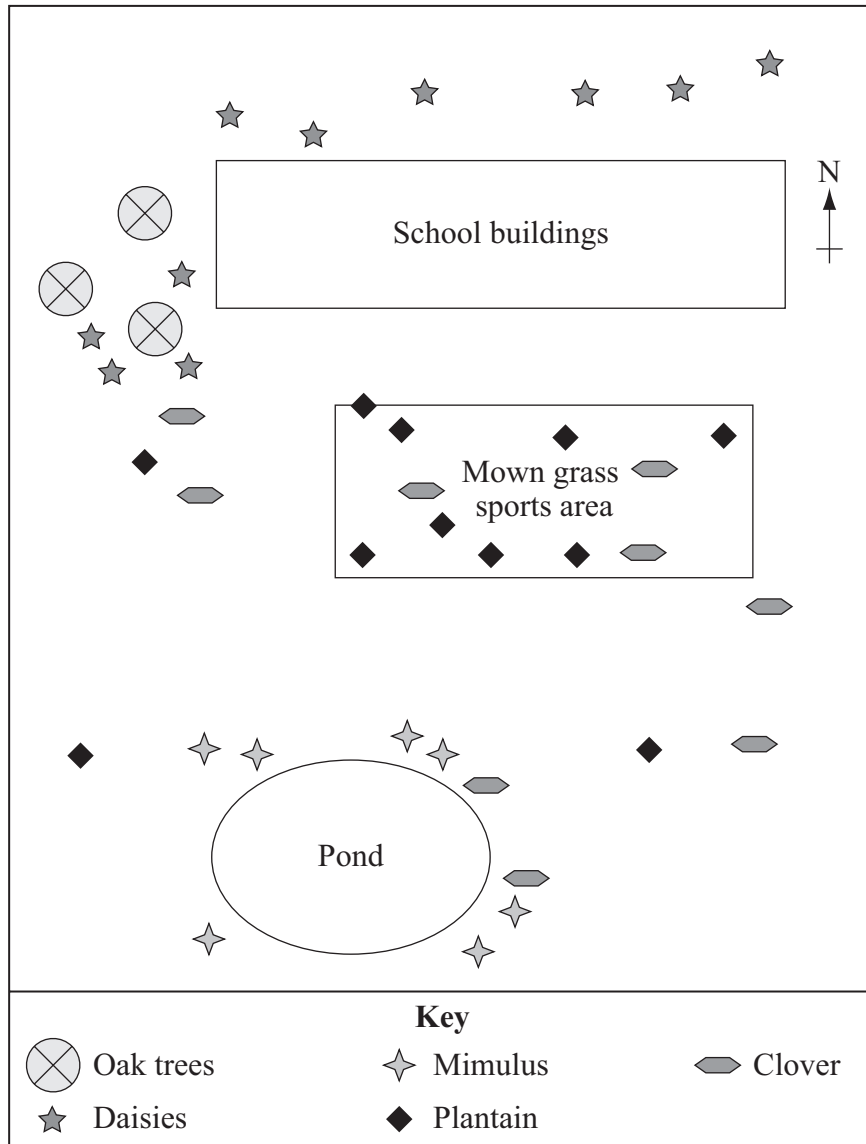 N
School buildings
Mown grass
sports area
Pond
Key
Oak trees
Mimulus
Clover
Daisies
Plantain